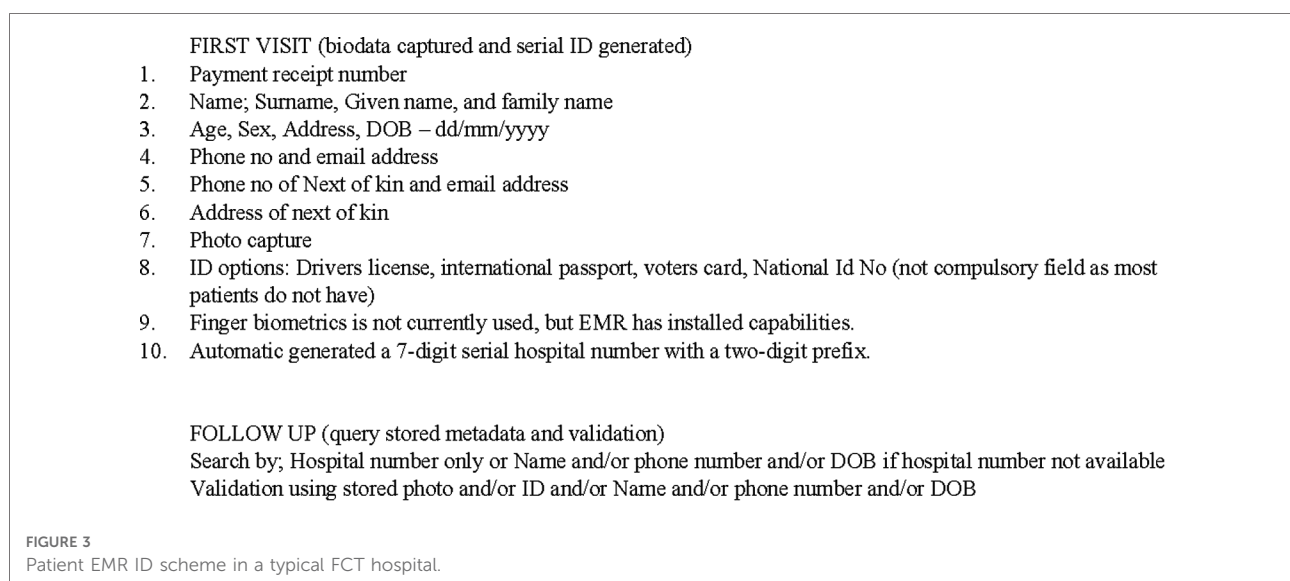 FIRST VISIT (biodata captured and serial ID generated)
1. Payment receipt number
2. Name; Surname, Given name, and family name
3. Age, Sex, Address, DOB – dd/mm/yyyy
4. Phone no and email address
5. Phone no of Next of kin and email address
6. Address of next of kin
7. Photo capture
8. ID options: Drivers license, international passport, voters card, National Id No (not compulsory field as most
patients do not have)
9. Finger biometrics is not currently used, but EMR has installed capabilities.
10. Automatic generated a 7-digit serial hospital number with a two-digit prefix.
FOLLOW UP (query stored metadata and validation)
Search by; Hospital number only or Name and/or phone number and/or DOB if hospital number not available
Validation using stored photo and/or ID and/or Name and/or phone number and/or DOB
FIGURE 3
Patient EMR ID scheme in a typical FCT hospital.